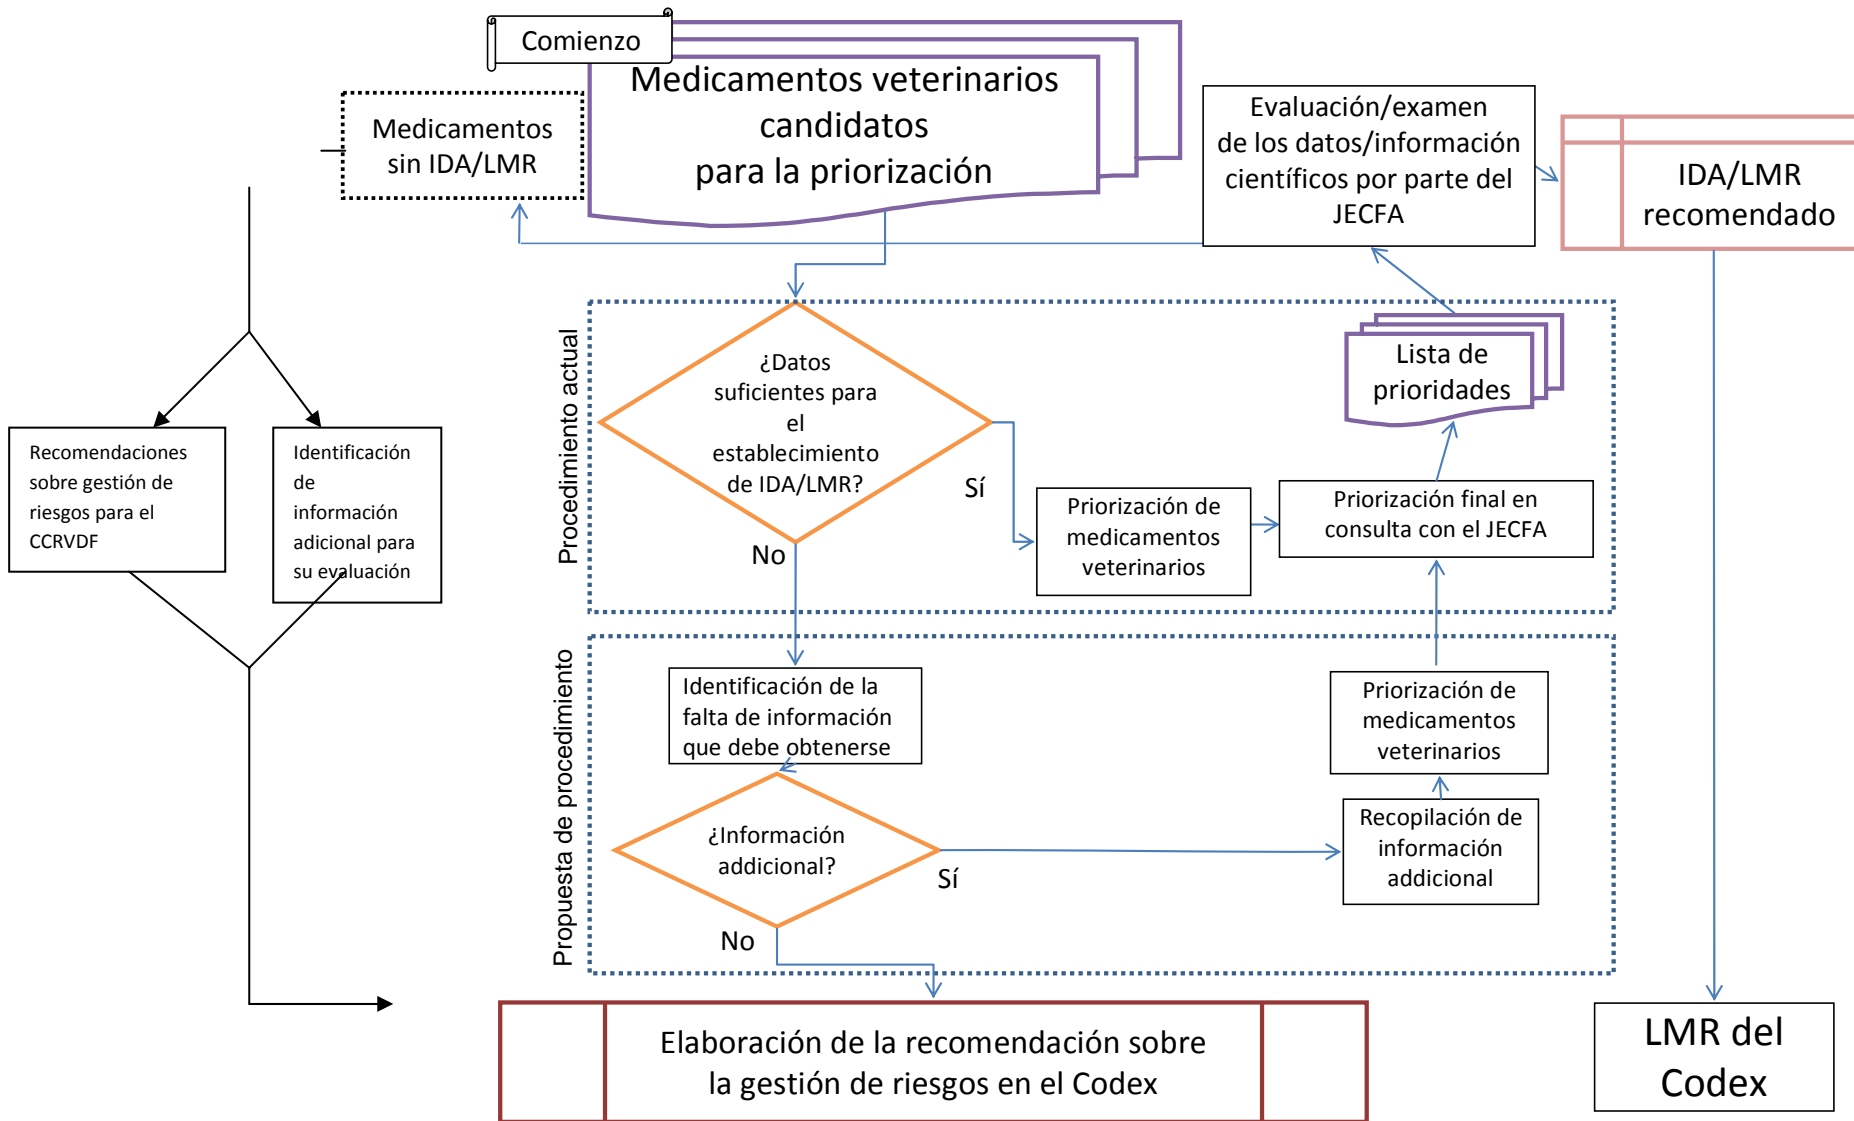 Comienzo
Medicamentos veterinarios
candidatos
para la priorización
Medicamentos
sin IDA/LMR
Evaluación/examen
de los datos/información
científicos por parte del
JECFA
IDA/LMR
recomendado
Procedimiento actual
¿Datos
suficientes para
el
establecimiento
de IDA/LMR?
Sí
No
Priorización de
medicamentos
veterinarios
Priorización final en
consulta con el JECFA
Lista de
prioridades
Recomendaciones
sobre gestión de
riesgos para el
CCRVDF
Identificación
de
información
adicional para
su evaluación
Propuesta de procedimiento
Identificación de la
falta de información
que debe obtenerse
¿Información
addicional?
Sí
No
Priorización de
medicamentos
veterinarios
Recopilación de
información
addicional
Elaboración de la recomendación sobre
la gestión de riesgos en el Codex
LMR del
Codex